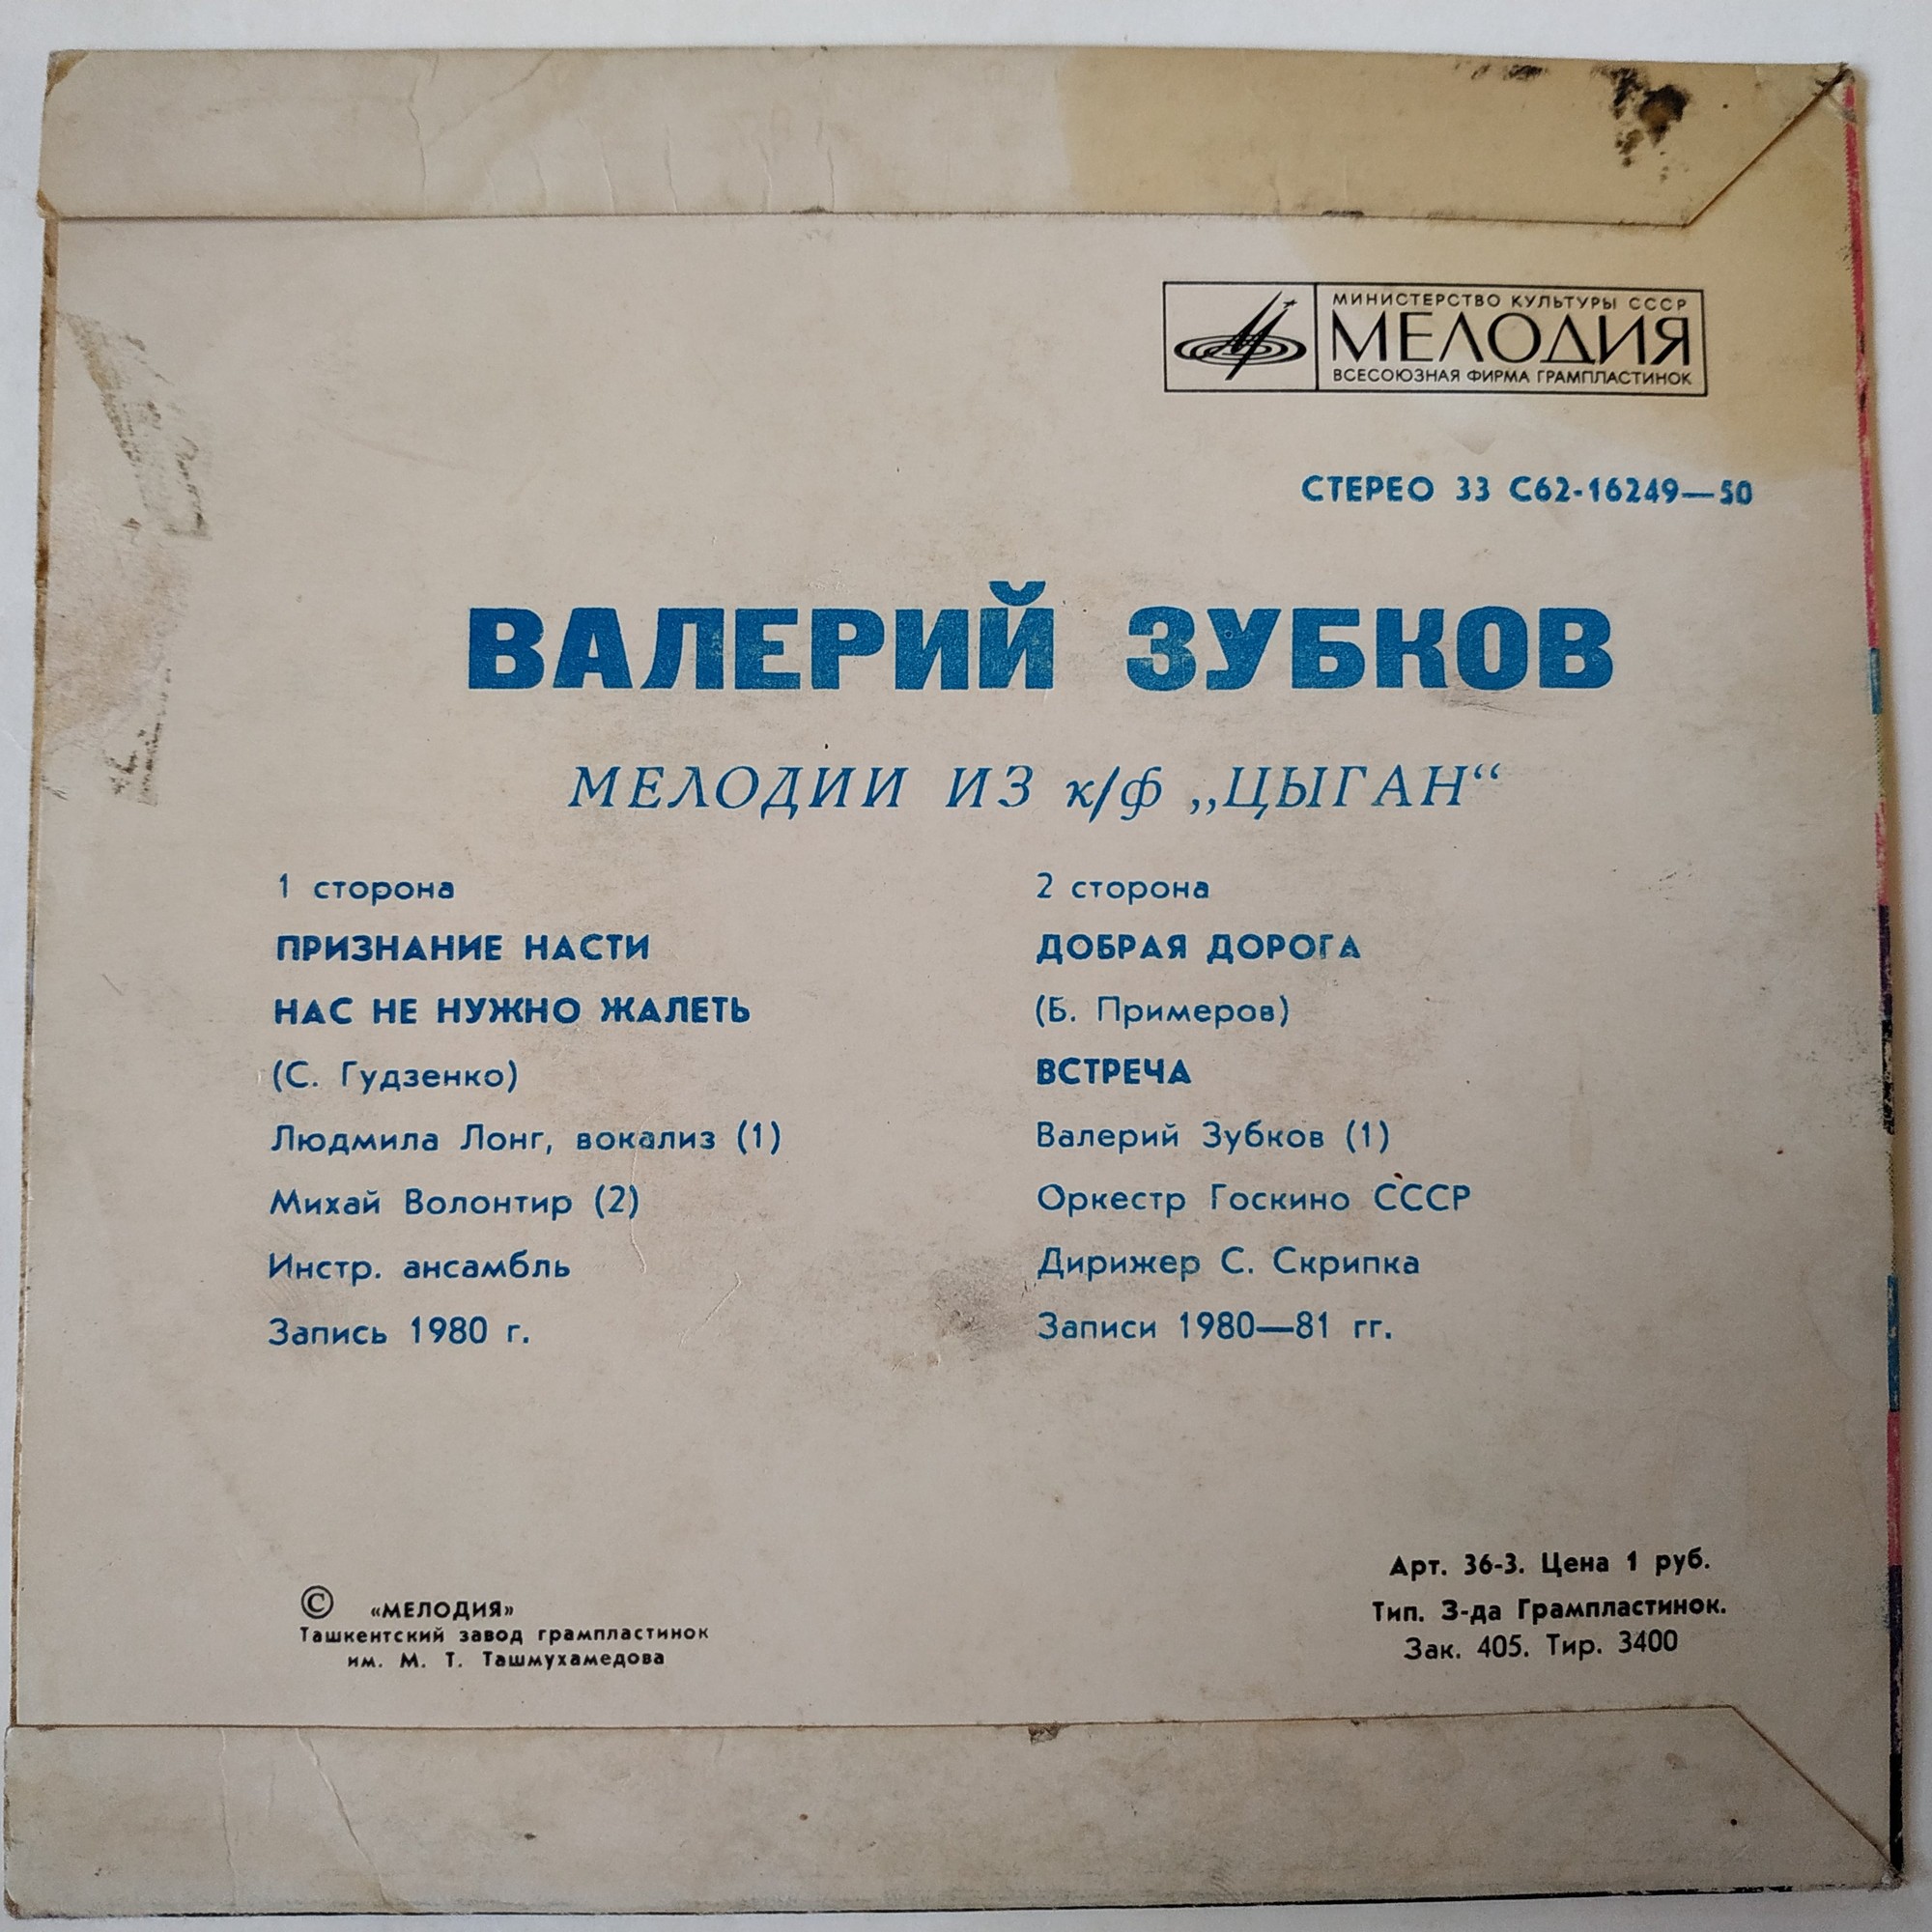 МИНИСТЕРСТВО КУЛЬТУРЫ СССР
МЕЛОДИЯ
ВСЕСОЮЗНАЯ ФИРМА ГРАМПЛАСТИНОК
СТЕРЕО 33 С62-16249—50
ВАЛЕРИЙ ЗУБКОВ
МЕЛОДИИ ИЗ к/ф „ЦЫГАН“
1 сторона
ПРИЗНАНИЕ НАСТИ
НАС НЕ НУЖНО ЖАЛЕТЬ
(С. Гудзенко)
Людмила Лонг, вокализ (1)
Михай Волонтир (2)
Инстр. ансамбль
Запись 1980 г.
2 сторона
ДОБРАЯ ДОРОГА
(Б. Примеров)
ВСТРЕЧА
Валерий Зубков (1)
Оркестр Госкино СССР
Дирижер С. Скрипка
Записи 1980—81 гг.
© «МЕЛОДИЯ»
Ташкентский завод грампластинок
им. М. Т. Ташмухамедова
Арт. 36-3. Цена 1 руб.
Тип. З-да Грампластинок.
Зак. 405. Тир. 3400